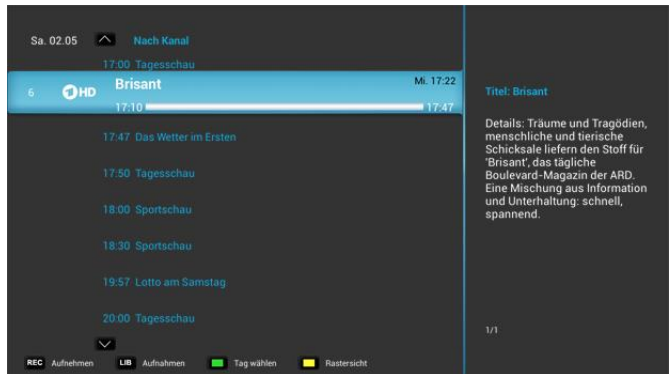 Sa. 02.05 Nach Kanal
17:00 Tagesschau
6 HD Brisant Mi. 17:22
17:10 17:47
17:47 Das Wetter im Ersten
17:50 Tagesschau
18:00 Sportschau
18:30 Sportschau
19:57 Lotto am Samstag
20:00 Tagesschau
REC Aufnehmen LIB Aufnahmen Tag wählen Rastersicht
Titel: Brisant
Details: Träume und Tragödien,
menschliche und tierische
Schicksale liefern den Stoff für
'Brisant', das tägliche
Boulevard-Magazin der ARD.
Eine Mischung aus Information
und Unterhaltung: schnell,
spannend.
1/1